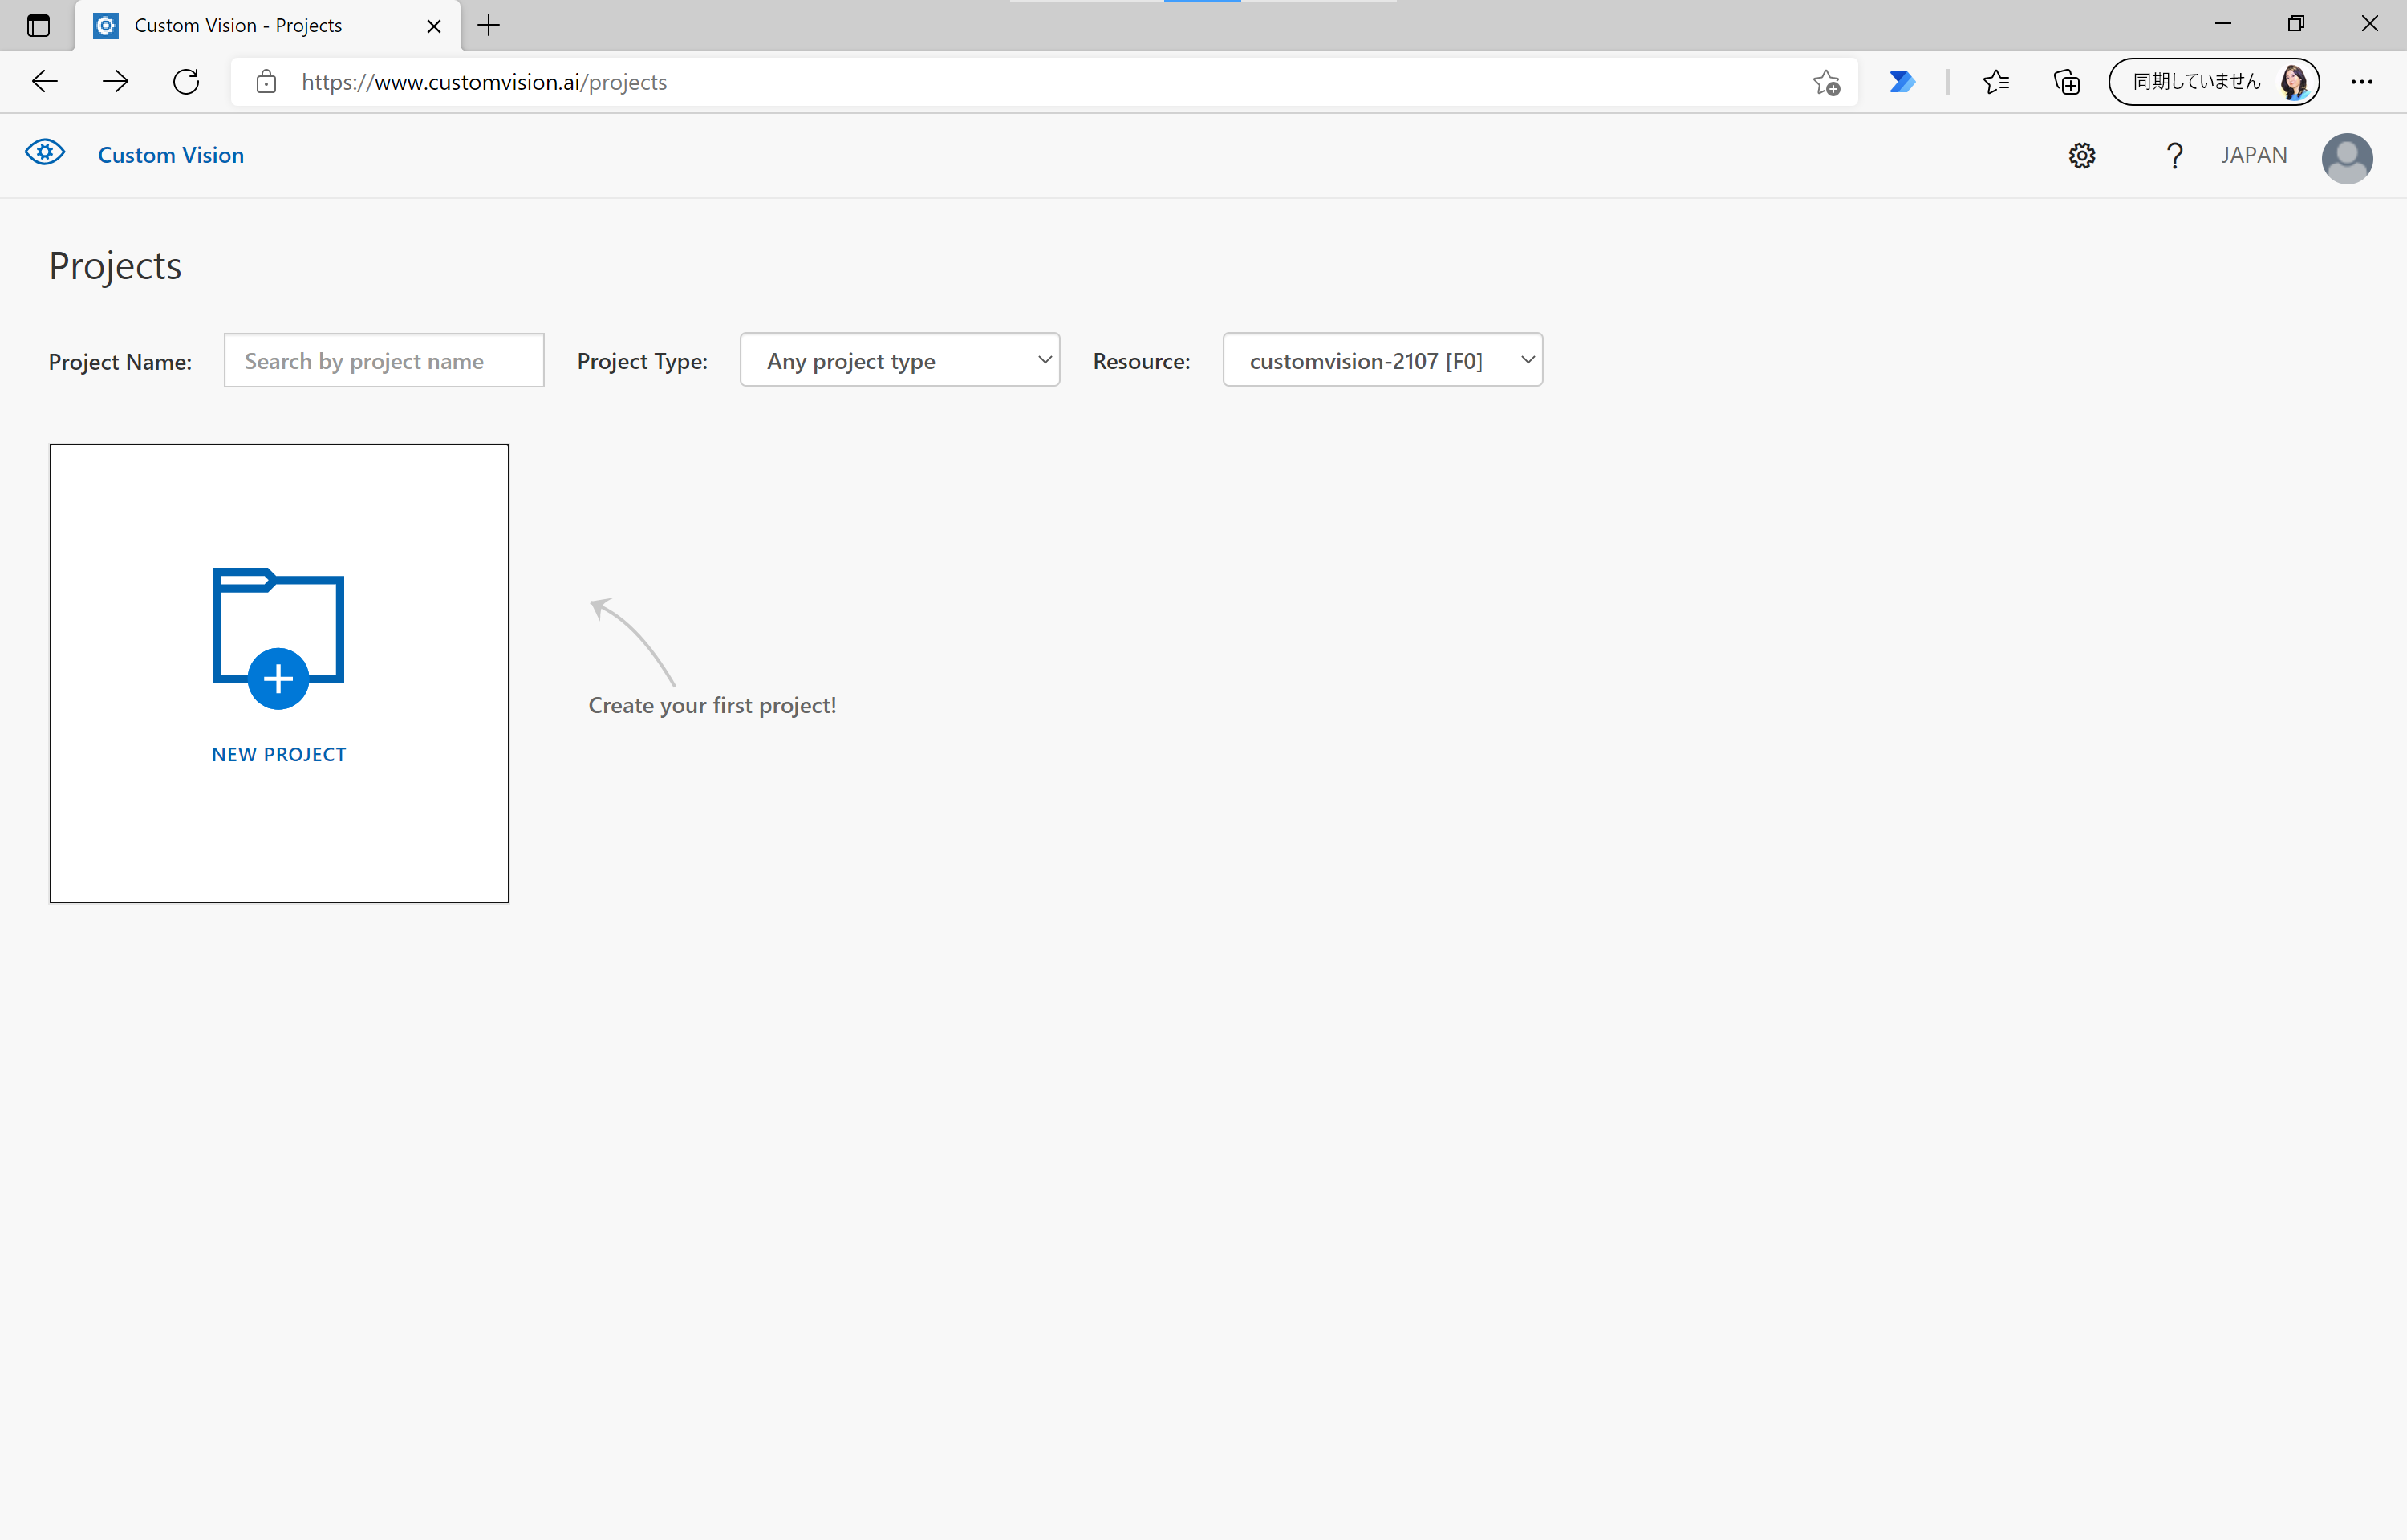 Custom Vision - Projects
https://www.customvision.ai/projects
同期していません
Custom Vision
? JAPAN
Projects
Project Name: Search by project name Project Type: Any project type Resource: customvision-2107 [F0]
Create your first project!
NEW PROJECT